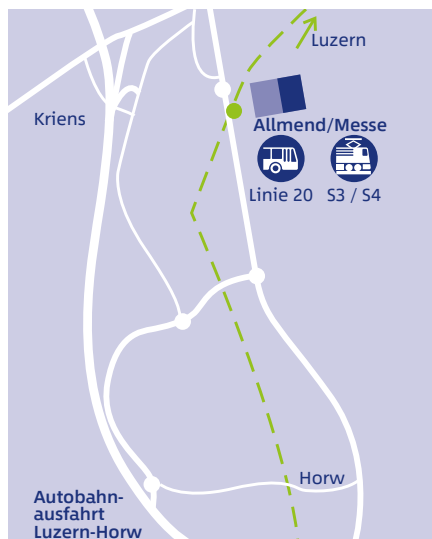 Luzern
Kriens
Allmend/Messe
Linie 20
S3 / S4
Horw
Autobahn-
ausfahrt
Luzern-Horw